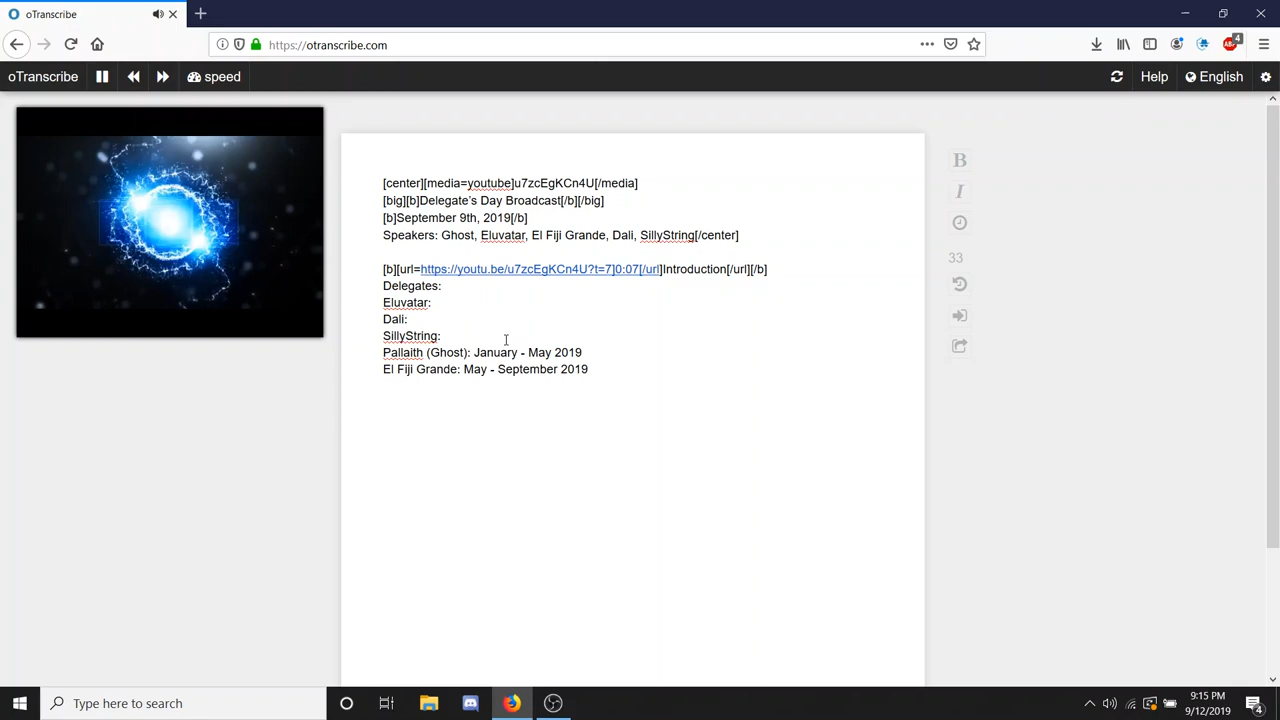 oTranscribe
https://otranscribe.com
4
oTranscribe speed Help English
[center][media=youtube]u7zcEgKCn4U[/media]
[big][b]Delegate's Day Broadcast[/b][/big]
[b]September 9th, 2019[/b]
Speakers: Ghost, Eluvatar, El Fiji Grande, Dali, SillyString[/center]
[b][url=https://youtu.be/u7zcEgKCn4U?t=7]0:07[/url]Introduction[/url][/b]
Delegates:
Eluvatar:
Dali:
SillyString:
Pallaith (Ghost): January - May 2019
El Fiji Grande: May - September 2019
B
I
33
Type here to search
9:15 PM
9/12/2019
4